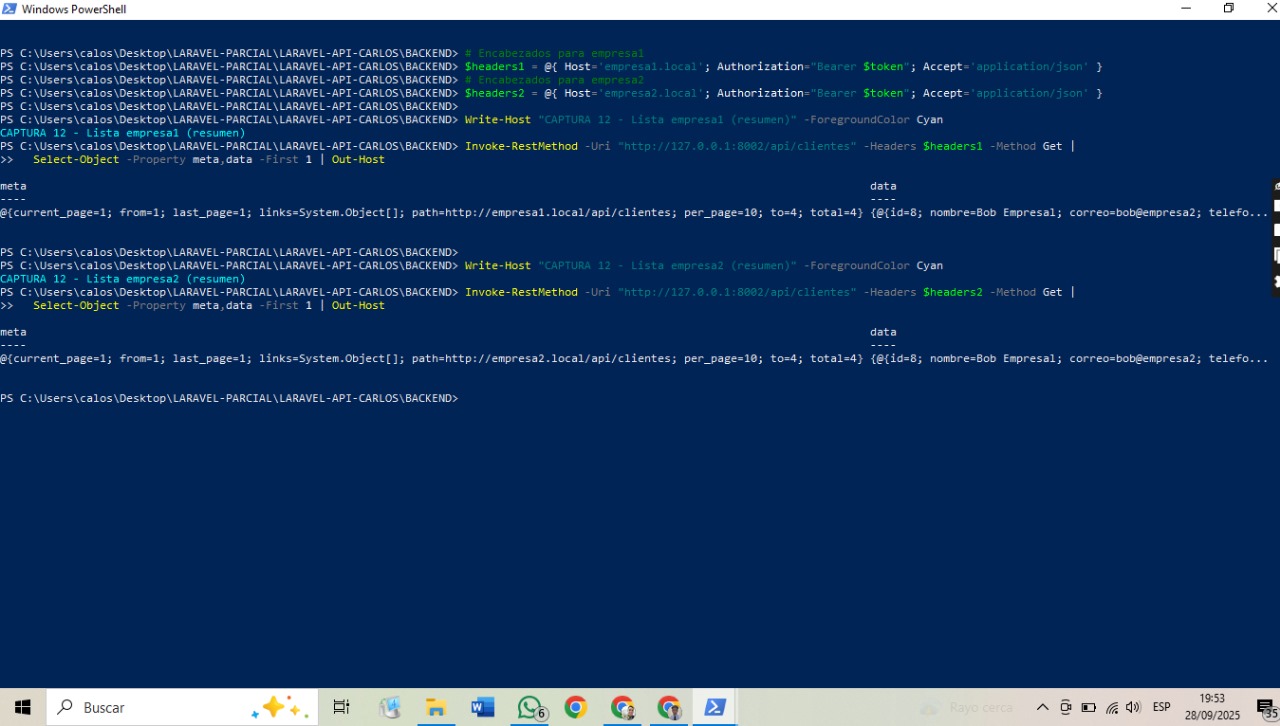 Windows PowerShell
PS C:\Users\calos\Desktop\LARAVEL-PARCIAL\LARAVEL-API-CARLOS\BACKEND> # Encabezados para empresa1
PS C:\Users\calos\Desktop\LARAVEL-PARCIAL\LARAVEL-API-CARLOS\BACKEND> $headers1 = @{ Host='empresa1.local'; Authorization="Bearer $token"; Accept='application/json' }
PS C:\Users\calos\Desktop\LARAVEL-PARCIAL\LARAVEL-API-CARLOS\BACKEND> # Encabezados para empresa2
PS C:\Users\calos\Desktop\LARAVEL-PARCIAL\LARAVEL-API-CARLOS\BACKEND> $headers2 = @{ Host='empresa2.local'; Authorization="Bearer $token"; Accept='application/json' }
PS C:\Users\calos\Desktop\LARAVEL-PARCIAL\LARAVEL-API-CARLOS\BACKEND>
PS C:\Users\calos\Desktop\LARAVEL-PARCIAL\LARAVEL-API-CARLOS\BACKEND> Write-Host "CAPTURA 12 - Lista empresa1 (resumen)" -ForegroundColor Cyan
CAPTURA 12 - Lista empresa1 (resumen)
PS C:\Users\calos\Desktop\LARAVEL-PARCIAL\LARAVEL-API-CARLOS\BACKEND> Invoke-RestMethod -Uri "http://127.0.0.1:8002/api/clientes" -Headers $headers1 -Method Get |
>>   Select-Object -Property meta,data -First 1 | Out-Host
meta data
---- ----
@{current_page=1; from=1; last_page=1; links=System.Object[]; path=http://empresa1.local/api/clientes; per_page=10; to=4; total=4} {@{id=8; nombre=Bob Empresal; correo=bob@empresa2; telefo...
PS C:\Users\calos\Desktop\LARAVEL-PARCIAL\LARAVEL-API-CARLOS\BACKEND>
PS C:\Users\calos\Desktop\LARAVEL-PARCIAL\LARAVEL-API-CARLOS\BACKEND> Write-Host "CAPTURA 12 - Lista empresa2 (resumen)" -ForegroundColor Cyan
CAPTURA 12 - Lista empresa2 (resumen)
PS C:\Users\calos\Desktop\LARAVEL-PARCIAL\LARAVEL-API-CARLOS\BACKEND> Invoke-RestMethod -Uri "http://127.0.0.1:8002/api/clientes" -Headers $headers2 -Method Get |
>>   Select-Object -Property meta,data -First 1 | Out-Host
meta data
---- ----
@{current_page=1; from=1; last_page=1; links=System.Object[]; path=http://empresa2.local/api/clientes; per_page=10; to=4; total=4} {@{id=8; nombre=Bob Empresal; correo=bob@empresa2; telefo...
PS C:\Users\calos\Desktop\LARAVEL-PARCIAL\LARAVEL-API-CARLOS\BACKEND>
Buscar
6
Rayo cerca
ESP
19:53
28/09/2025